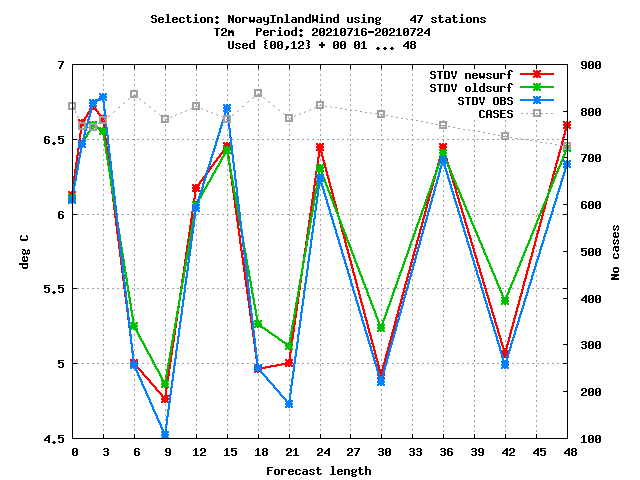 Selection: NorwayInlandWind using    47 stations
T2m   Period: 20210716-20210724
Used {00,12} + 00 01 ... 48
7
6.5
6
5.5
5
4.5
deg C
900
800
700
600
500
400
300
200
100
No cases
STDV newsurf
STDV oldsurf
STDV OBS
CASES
0 3 6 9 12 15 18 21 24 27 30 33 36 39 42 45 48
Forecast length